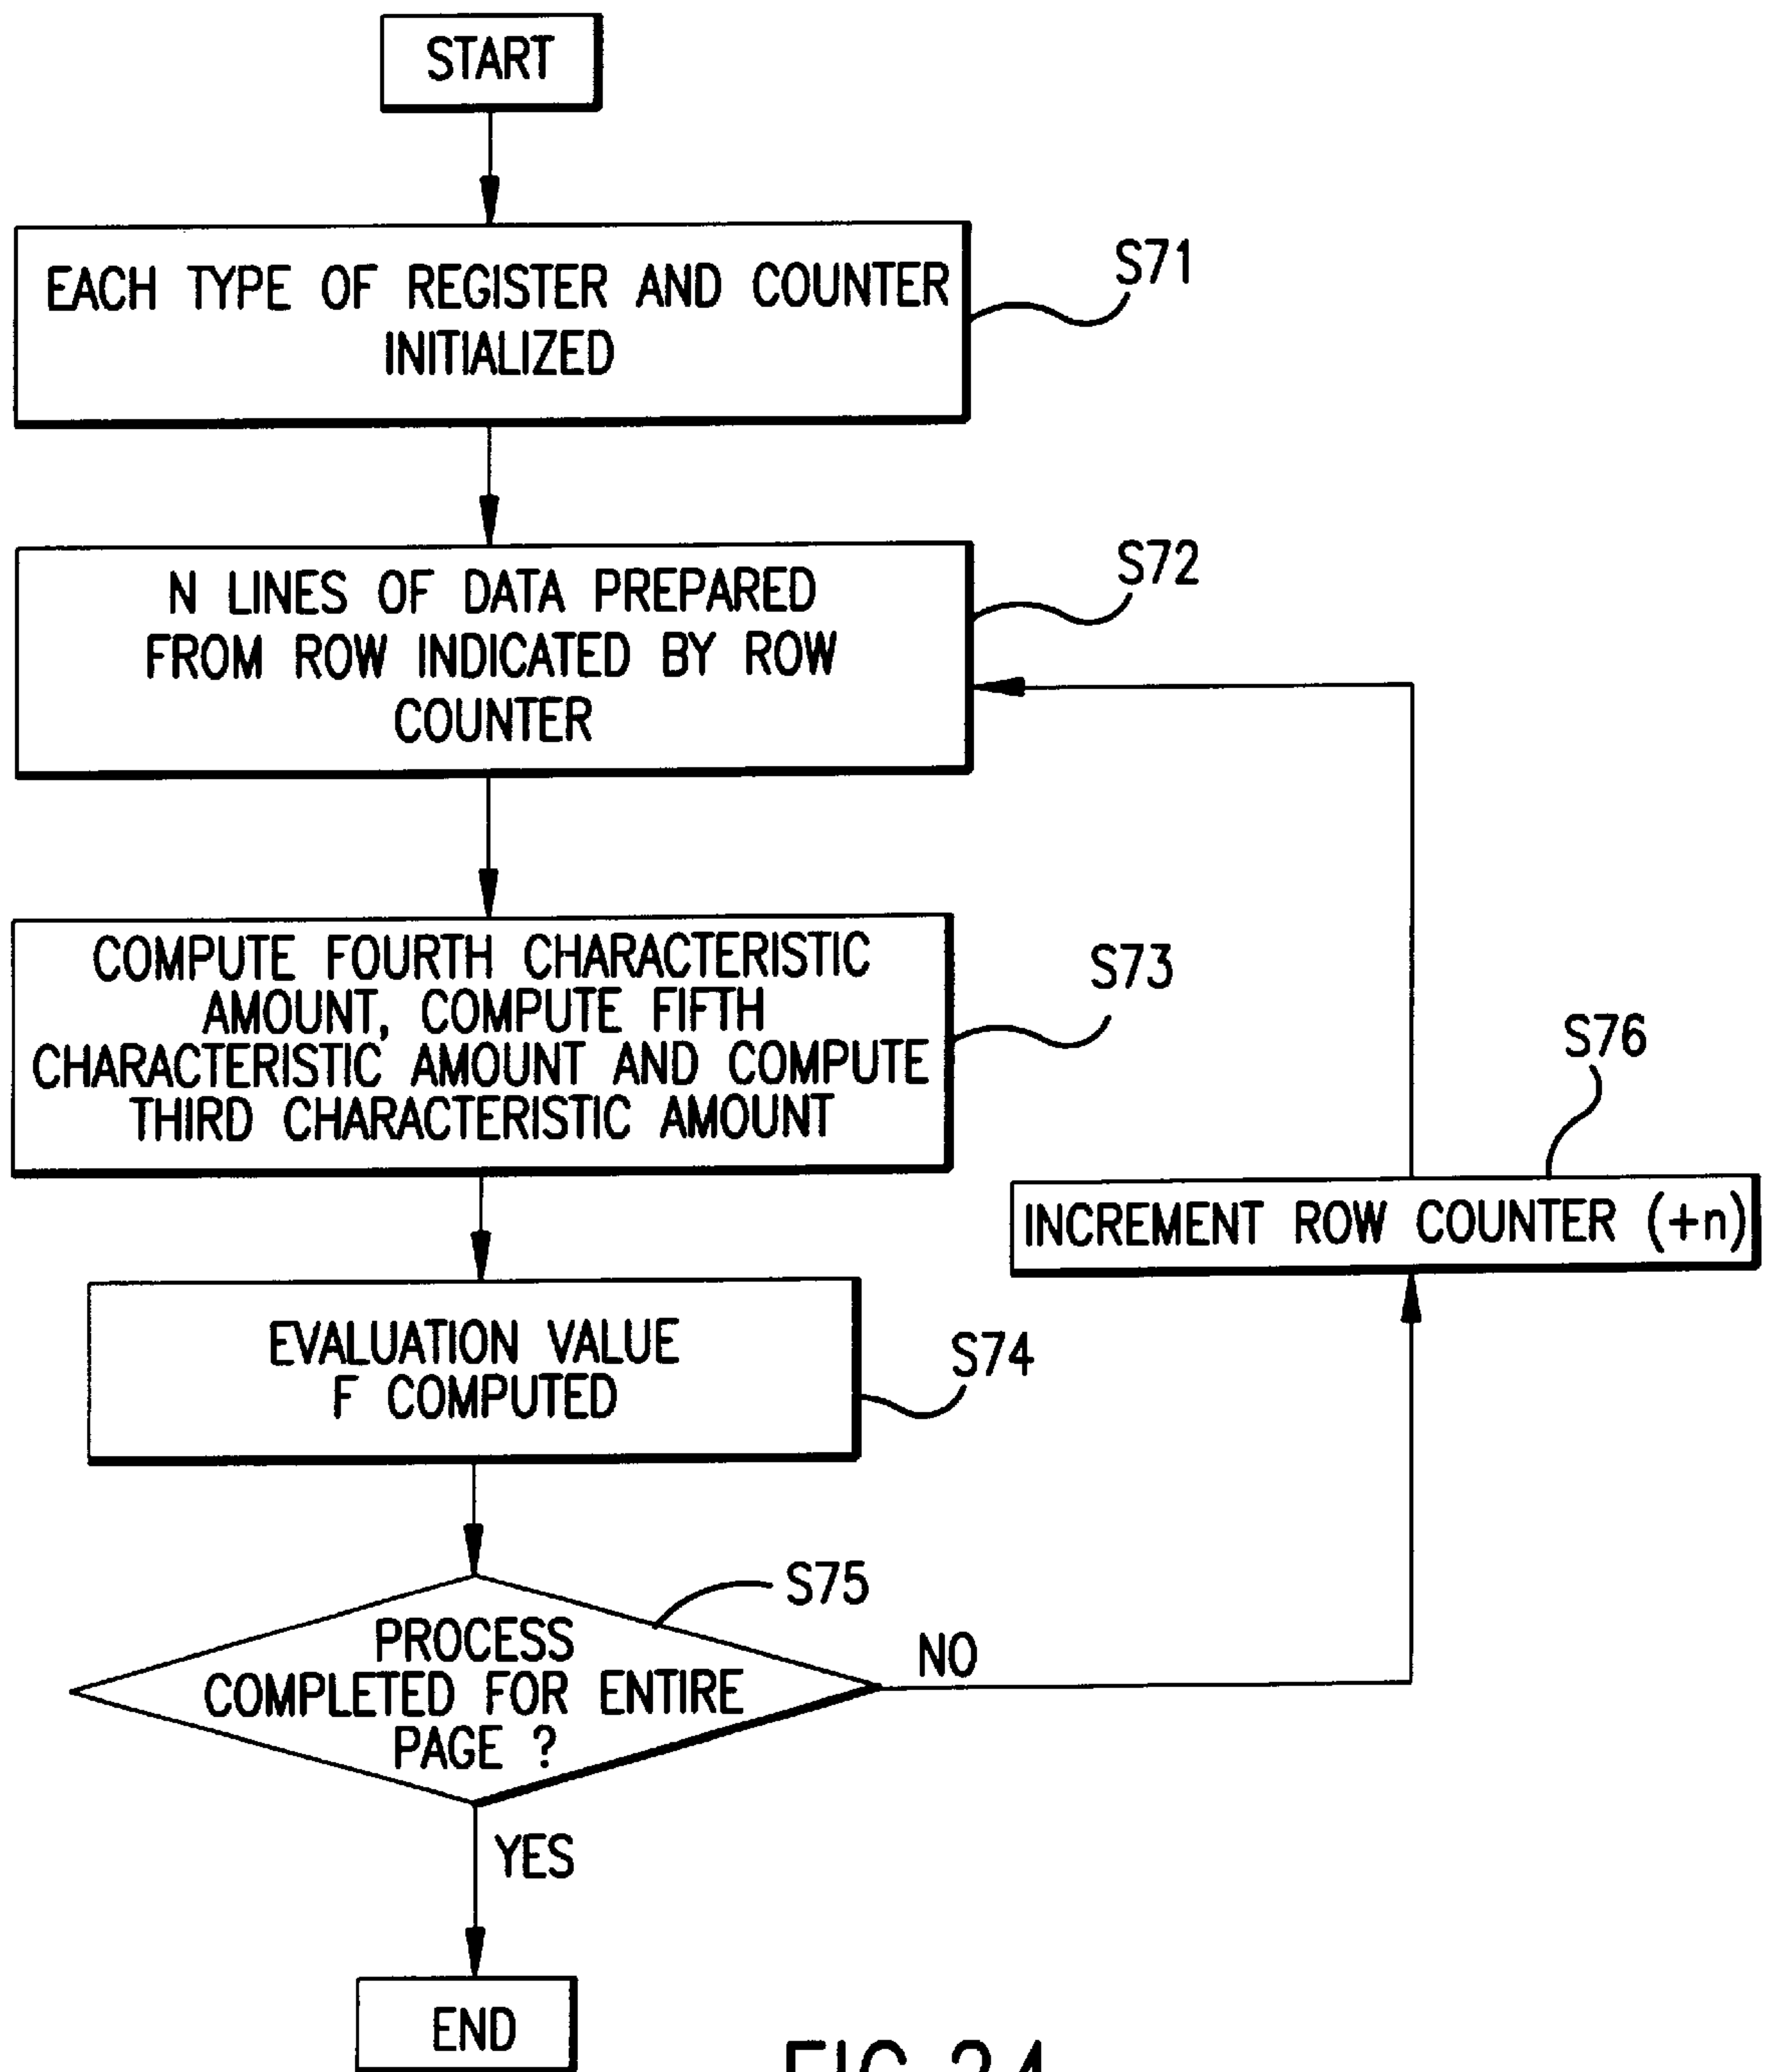 START
EACH TYPE OF REGISTER AND COUNTER
INITIALIZED
S71
N LINES OF DATA PREPARED
FROM ROW INDICATED BY ROW
COUNTER
S72
COMPUTE FOURTH CHARACTERISTIC
AMOUNT, COMPUTE FIFTH
CHARACTERISTIC AMOUNT AND COMPUTE
THIRD CHARACTERISTIC AMOUNT
S73
S76
INCREMENT ROW COUNTER (+n)
EVALUATION VALUE
F COMPUTED
S74
S75
PROCESS
COMPLETED FOR ENTIRE
PAGE ?
NO
YES
END